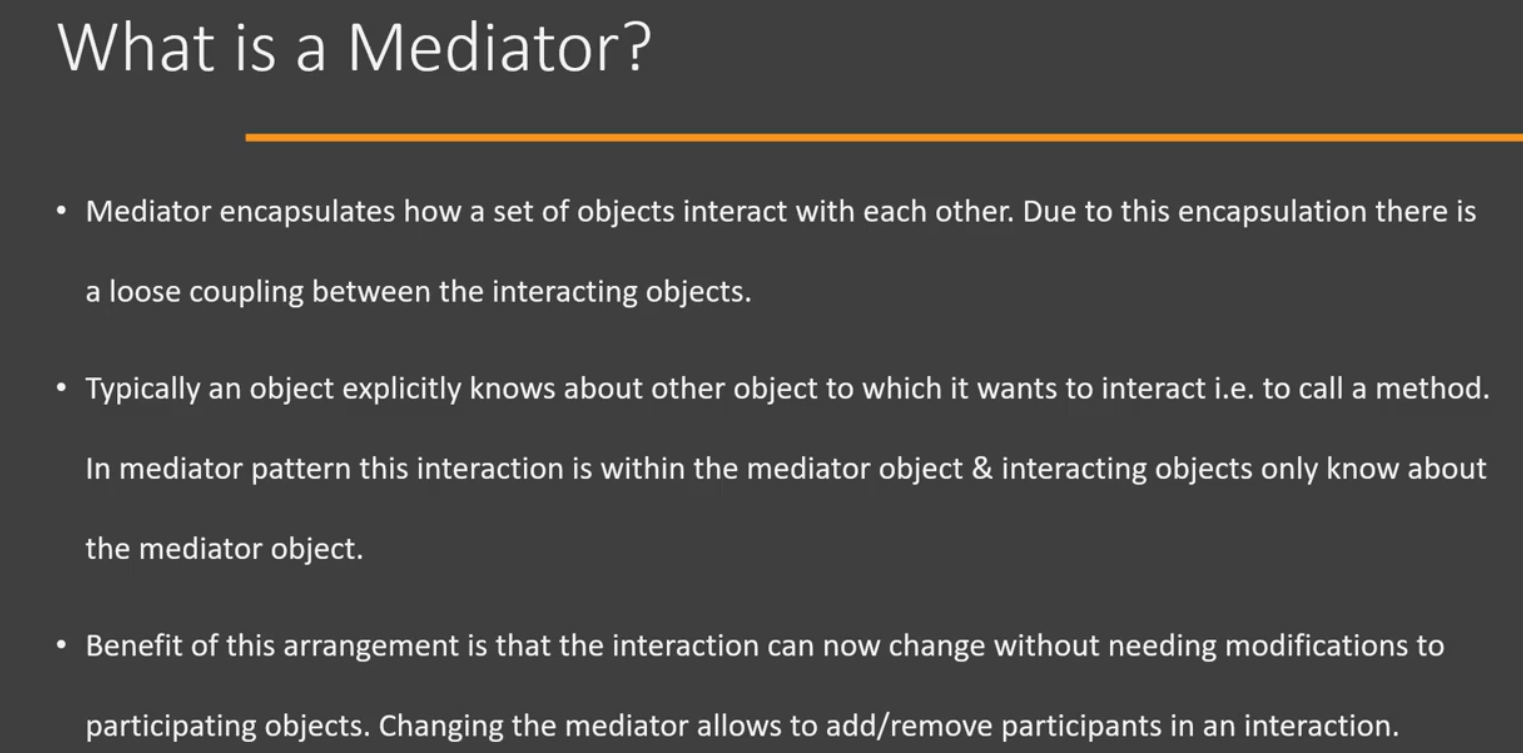 What is a Mediator?
• Mediator encapsulates how a set of objects interact with each other. Due to this encapsulation there is
a loose coupling between the interacting objects.
• Typically an object explicitly knows about other object to which it wants to interact i.e. to call a method.
In mediator pattern this interaction is within the mediator object & interacting objects only know about
the mediator object.
• Benefit of this arrangement is that the interaction can now change without needing modifications to
participating objects. Changing the mediator allows to add/remove participants in an interaction.